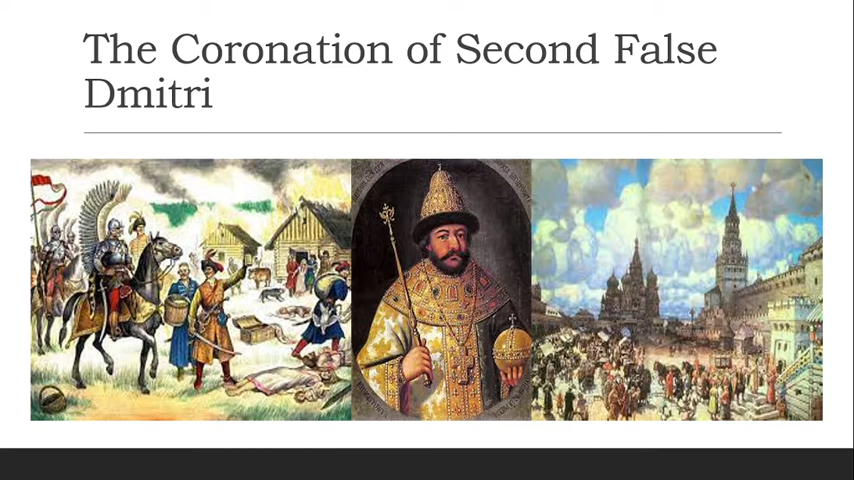 The Coronation of Second False
Dmitri